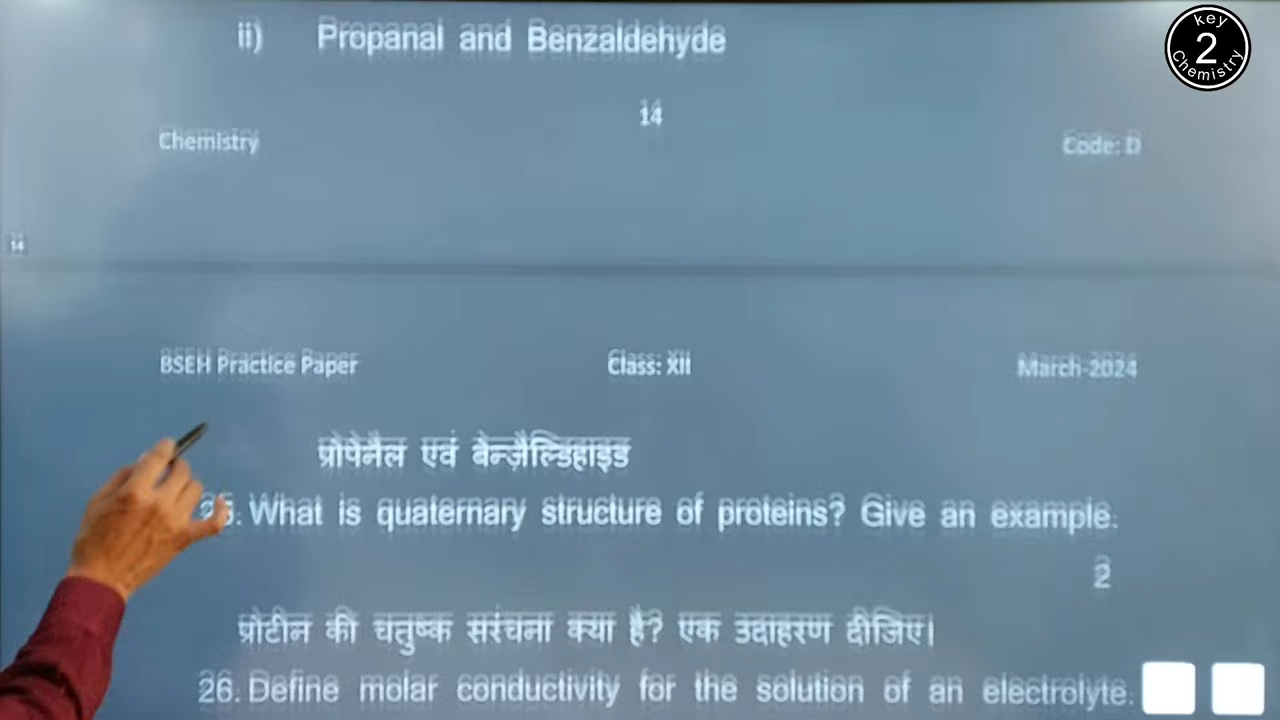 key
2
Chemistry
ii) Propanal and Benzaldehyde
14
Chemistry Code: D
14
BSEH Practice Paper Class: XII March-2024
प्रोपेनैल एवं बेन्ज़ैल्डिहाइड
25. What is quaternary structure of proteins? Give an example.
2
प्रोटीन की चतुष्क सरंचना क्या है? एक उदाहरण दीजिए।
26. Define molar conductivity for the solution of an electrolyte.